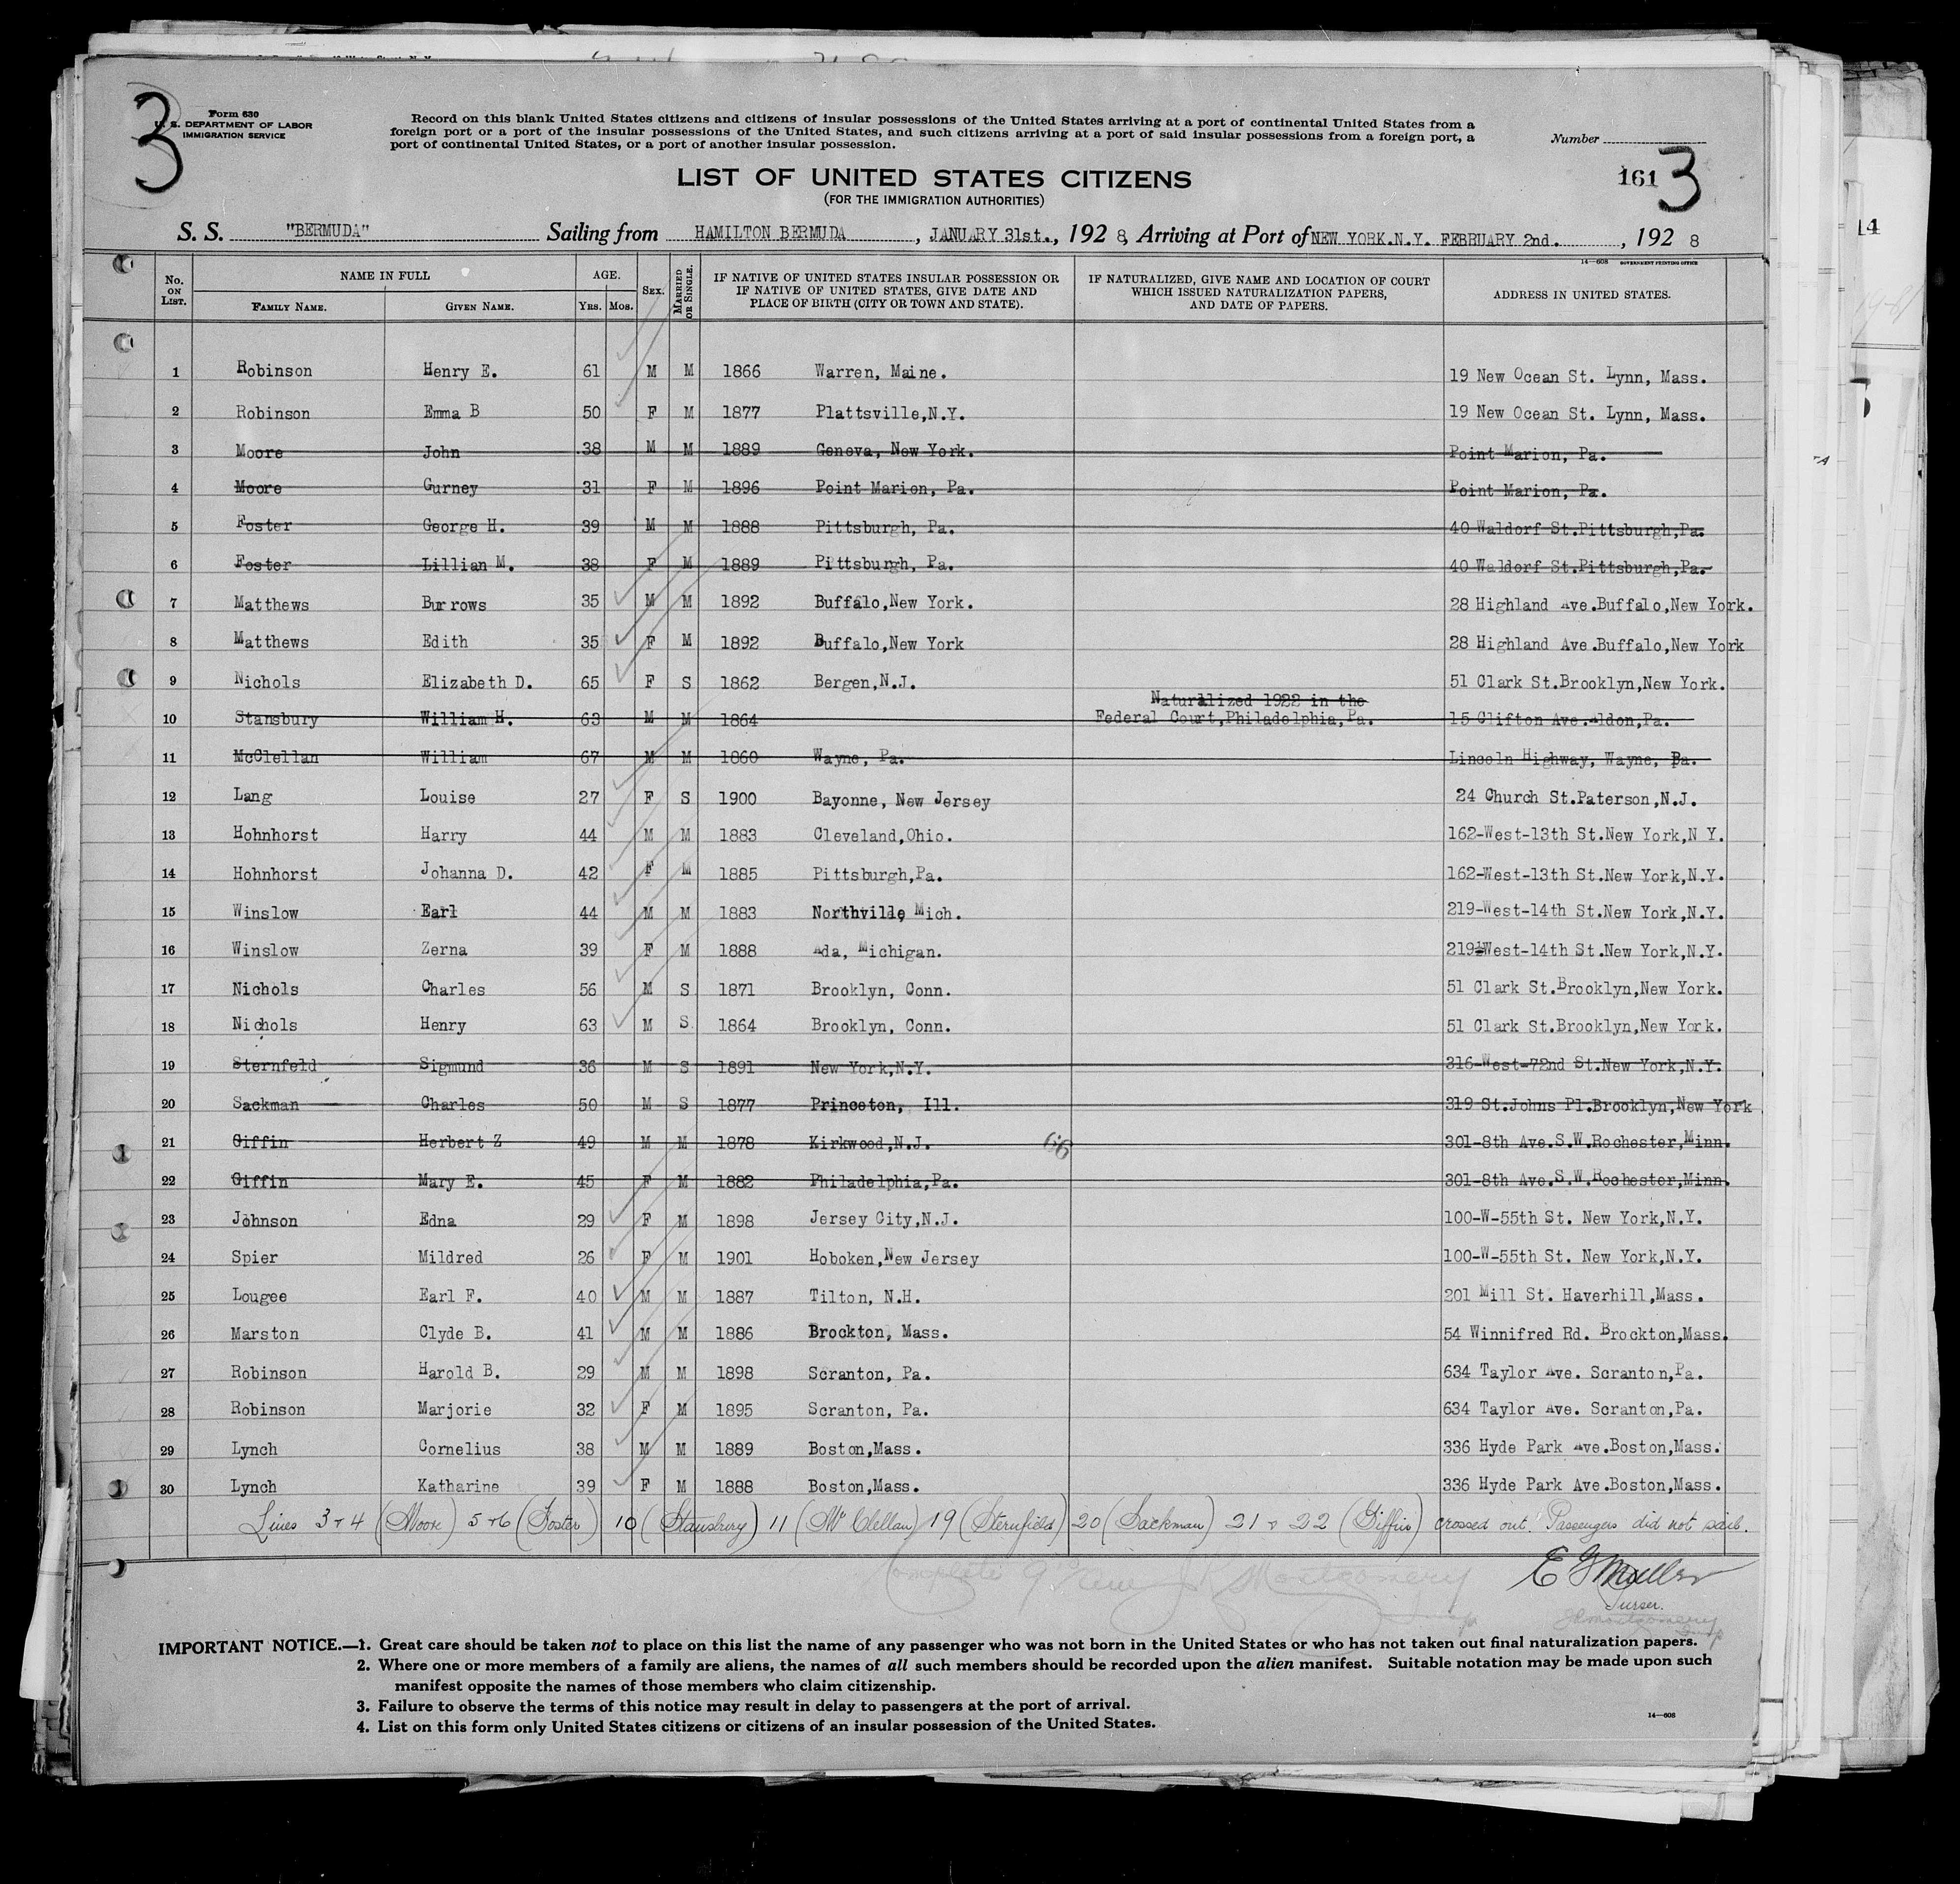 3
Form 630
U. S. DEPARTMENT OF LABOR
IMMIGRATION SERVICE
Record on this blank United States citizens and citizens of insular possessions of the United States arriving at a port of continental United States from a
foreign port or a port of the insular possessions of the United States, and such citizens arriving at a port of said insular possessions from a foreign port, a
port of continental United States, or a port of another insular possession.
Number
161 3
LIST OF UNITED STATES CITIZENS
(FOR THE IMMIGRATION AUTHORITIES)
S. S. "BERMUDA" Sailing from HAMILTON BERMUDA, JANUARY 31st., 192 8, Arriving at Port of NEW YORK.N.Y. FEBRUARY 2nd. , 192 8
14—608 GOVERNMENT PRINTING OFFICE
No. ON LIST. NAME IN FULL FAMILY NAME. GIVEN NAME. AGE. YRS. MOS. SEX. MARRIED OR SINGLE. IF NATIVE OF UNITED STATES INSULAR POSSESSION OR IF NATIVE OF UNITED STATES, GIVE DATE AND PLACE OF BIRTH (CITY OR TOWN AND STATE). IF NATURALIZED, GIVE NAME AND LOCATION OF COURT WHICH ISSUED NATURALIZATION PAPERS, AND DATE OF PAPERS. ADDRESS IN UNITED STATES.
1 Robinson Henry E. 61 M M 1866 Warren, Maine. 19 New Ocean St. Lynn, Mass.
2 Robinson Emma B 50 F M 1877 Plattsville,N.Y. 19 New Ocean St. Lynn, Mass.
3 Moore John 38 M M 1889 Geneva, New York. Point Marion, Pa.
4 Moore Gurney 31 F M 1896 Point Marion, Pa. Point Marion, Pa.
5 Foster George H. 39 M M 1888 Pittsburgh, Pa. 40 Waldorf St.Pittsburgh,Pa.
6 Foster Lillian M. 38 F M 1889 Pittsburgh, Pa. 40 Waldorf St.Pittsburgh,Pa.
7 Matthews Burrows 35 M M 1892 Buffalo,New York. 28 Highland Ave.Buffalo,New York.
8 Matthews Edith 35 F M 1892 Buffalo,New York 28 Highland Ave.Buffalo,New York
9 Nichols Elizabeth D. 65 F S 1862 Bergen,N.J. 51 Clark St.Brooklyn,New York.
10 Stansbury William H. 63 M M 1864 Naturalized 1922 in the Federal Court,Philadelphia,Pa. 15 Clifton Ave.Aldon,Pa.
11 McClellan William 67 M M 1860 Wayne, Pa. Lincoln Highway, Wayne, Pa.
12 Lang Louise 27 F S 1900 Bayonne, New Jersey 24 Church St.Paterson,N.J.
13 Hohnhorst Harry 44 M M 1883 Cleveland,Ohio. 162-West-13th St.New York,N Y.
14 Hohnhorst Johanna D. 42 F M 1885 Pittsburgh,Pa. 162-West-13th St.New York,N.Y.
15 Winslow Earl 44 M M 1883 Northville, Mich. 219-West-14th St.New York,N.Y.
16 Winslow Zerna 39 F M 1888 Ada, Michigan. 219-West-14th St.New York,N.Y.
17 Nichols Charles 56 M S 1871 Brooklyn, Conn. 51 Clark St.Brooklyn,New York.
18 Nichols Henry 63 M S 1864 Brooklyn, Conn. 51 Clark St.Brooklyn,New York.
19 Sternfeld Sigmund 36 M S 1891 New York,N.Y. 316-West-72nd St.New York,N.Y.
20 Sackman Charles 50 M S 1877 Princeton, Ill. 319 St.Johns Pl.Brooklyn,New York
21 Giffin Herbert Z 49 M M 1878 Kirkwood,N.J. 66 301-8th Ave.S.W.Rochester,Minn.
22 Giffin Mary E. 45 F M 1882 Philadelphia,Pa. 301-8th Ave.S.W.Rochester,Minn.
23 Johnson Edna 29 F M 1898 Jersey City,N.J. 100-W-55th St. New York,N.Y.
24 Spier Mildred 26 F M 1901 Hoboken,New Jersey 100-W-55th St. New York,N.Y.
25 Lougee Earl F. 40 M M 1887 Tilton, N.H. 201 Mill St. Haverhill,Mass.
26 Marston Clyde B. 41 M M 1886 Brockton, Mass. 54 Winnifred Rd. Brockton,Mass.
27 Robinson Harold B. 29 M M 1898 Scranton, Pa. 634 Taylor Ave. Scranton,Pa.
28 Robinson Marjorie 32 F M 1895 Scranton, Pa. 634 Taylor Ave. Scranton,Pa.
29 Lynch Cornelius 38 M M 1889 Boston,Mass. 336 Hyde Park Ave.Boston,Mass.
30 Lynch Katharine 39 F M 1888 Boston,Mass. 336 Hyde Park Ave.Boston,Mass.
Lines 3 & 4 (Moore) 5 & 6 (Foster) 10 (Stansbury) 11 (McClellan) 19 (Sternfield) 20 (Sackman) 21 & 22 (Giffin) crossed out. Passengers did not sail.
Complete J R Montgomery
E G Muller
Purser.
JR Montgomery
Insp
IMPORTANT NOTICE.—1. Great care should be taken not to place on this list the name of any passenger who was not born in the United States or who has not taken out final naturalization papers.
2. Where one or more members of a family are aliens, the names of all such members should be recorded upon the alien manifest. Suitable notation may be made upon such
manifest opposite the names of those members who claim citizenship.
3. Failure to observe the terms of this notice may result in delay to passengers at the port of arrival.
4. List on this form only United States citizens or citizens of an insular possession of the United States.
14—608